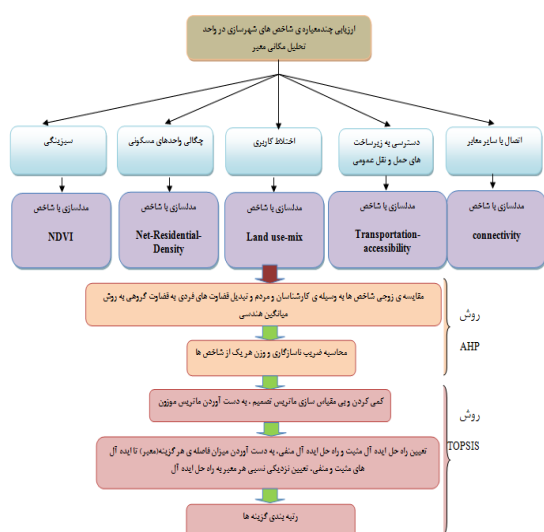 ارزیابی چندمعیاره ی شاخص های شهرسازی در واحد
تحلیل مکانی معبر
اتصال با سایر معابر
دسترسی به زیرساخت
های حمل و نقل عمومی
اختلاط کاربری
چگالی واحدهای مسکونی
سبزینگی
مدلسازی با شاخص
connectivity
مدلسازی با شاخص
Transportation-
accessibility
مدلسازی با شاخص
Land use-mix
مدلسازی با شاخص
Net-Residential-
Density
مدلسازی با شاخص
NDVI
مقایسه ی زوجی شاخص ها به وسیله ی کارشناسان و مردم و تبدیل قضاوت های فردی به قضاوت گروهی به روش
میانگین هندسی
محاسبه ضریب ناسازگاری و وزن هر یک از شاخص ها
روش
AHP
کمی کردن و بی مقیاس سازی ماتریس تصمیم ، به دست آوردن ماتریس موزون
تعیین راه حل ایده آل مثبت و راه حل ایده آل منفی، به دست آوردن میزان فاصله ی هر گزینه(معبر) تا ایده آل
های مثبت و منفی، تعیین نزدیکی نسبی هر معبر به راه حل ایده آل
رتبه بندی گزینه ها
روش
TOPSIS